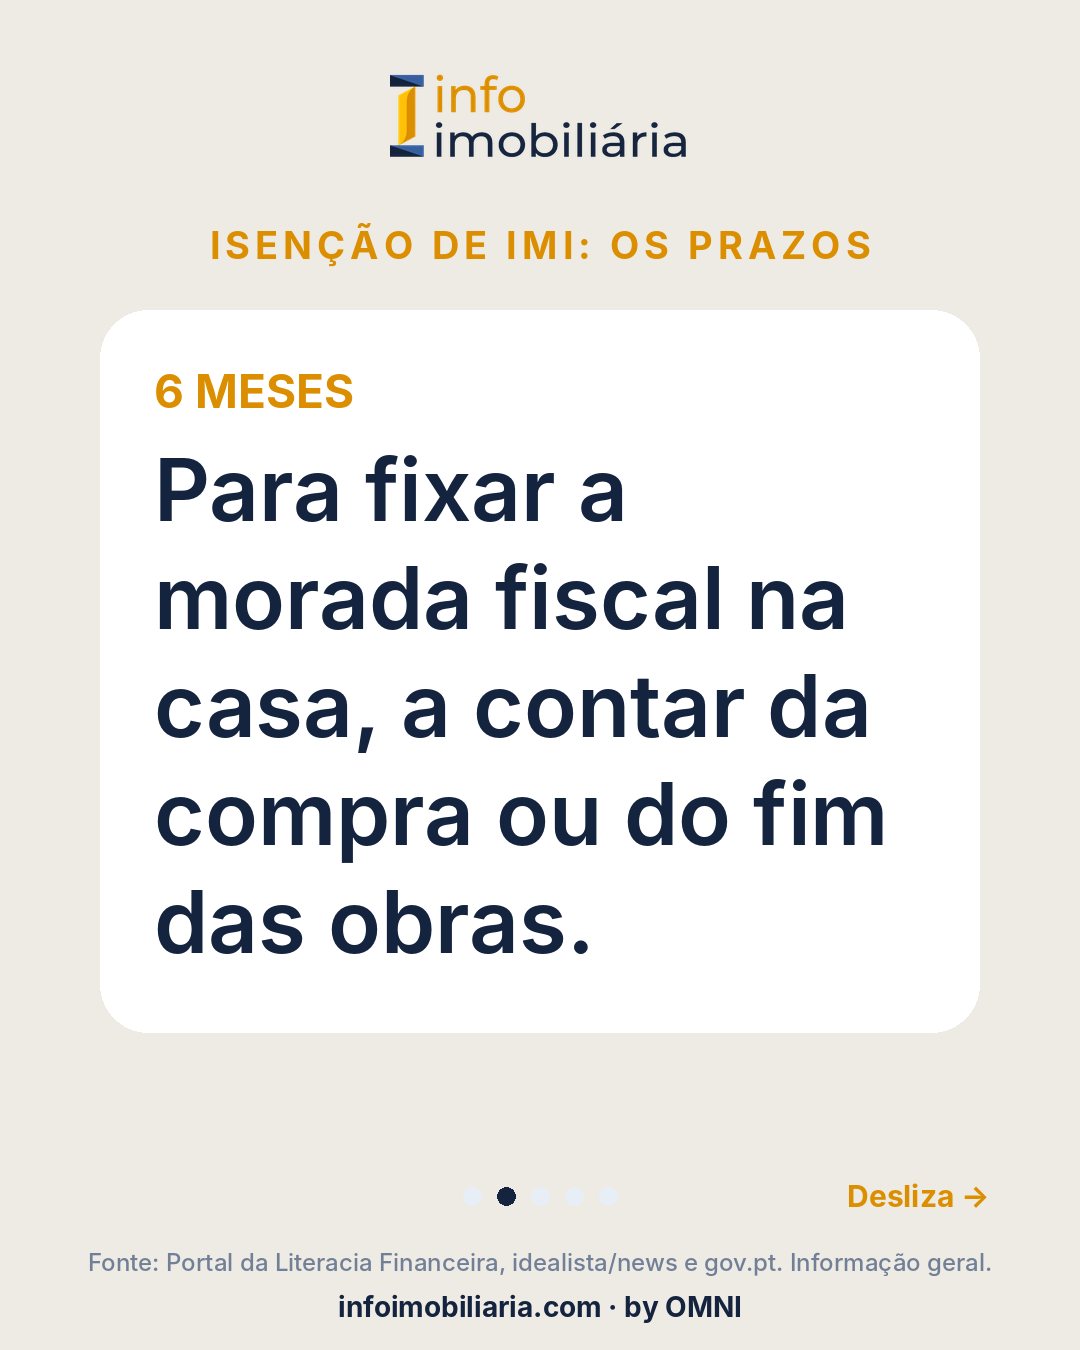 info
imobiliária
ISENÇÃO DE IMI: OS PRAZOS
6 MESES
Para fixar a
morada fiscal na
casa, a contar da
compra ou do fim
das obras.
Desliza →
Fonte: Portal da Literacia Financeira, idealista/news e gov.pt. Informação geral.
infoimobiliaria.com · by OMNI